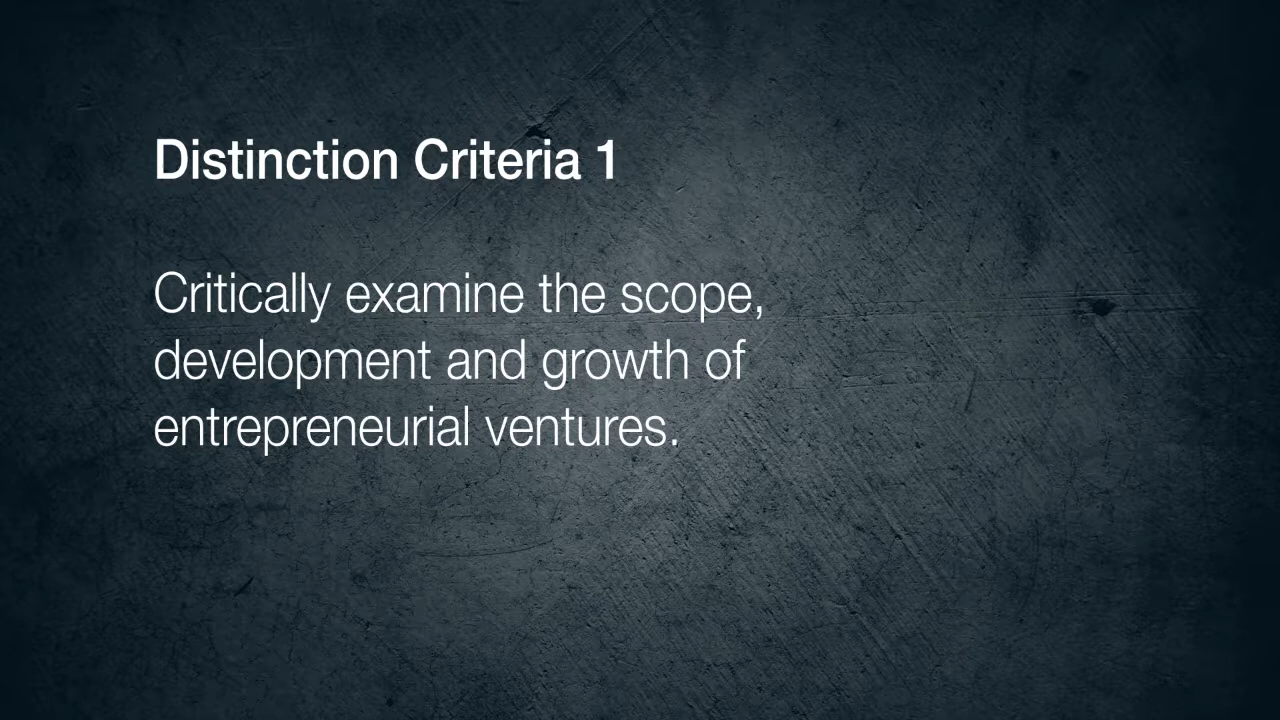 Distinction Criteria 1
Critically examine the scope,
development and growth of
entrepreneurial ventures.